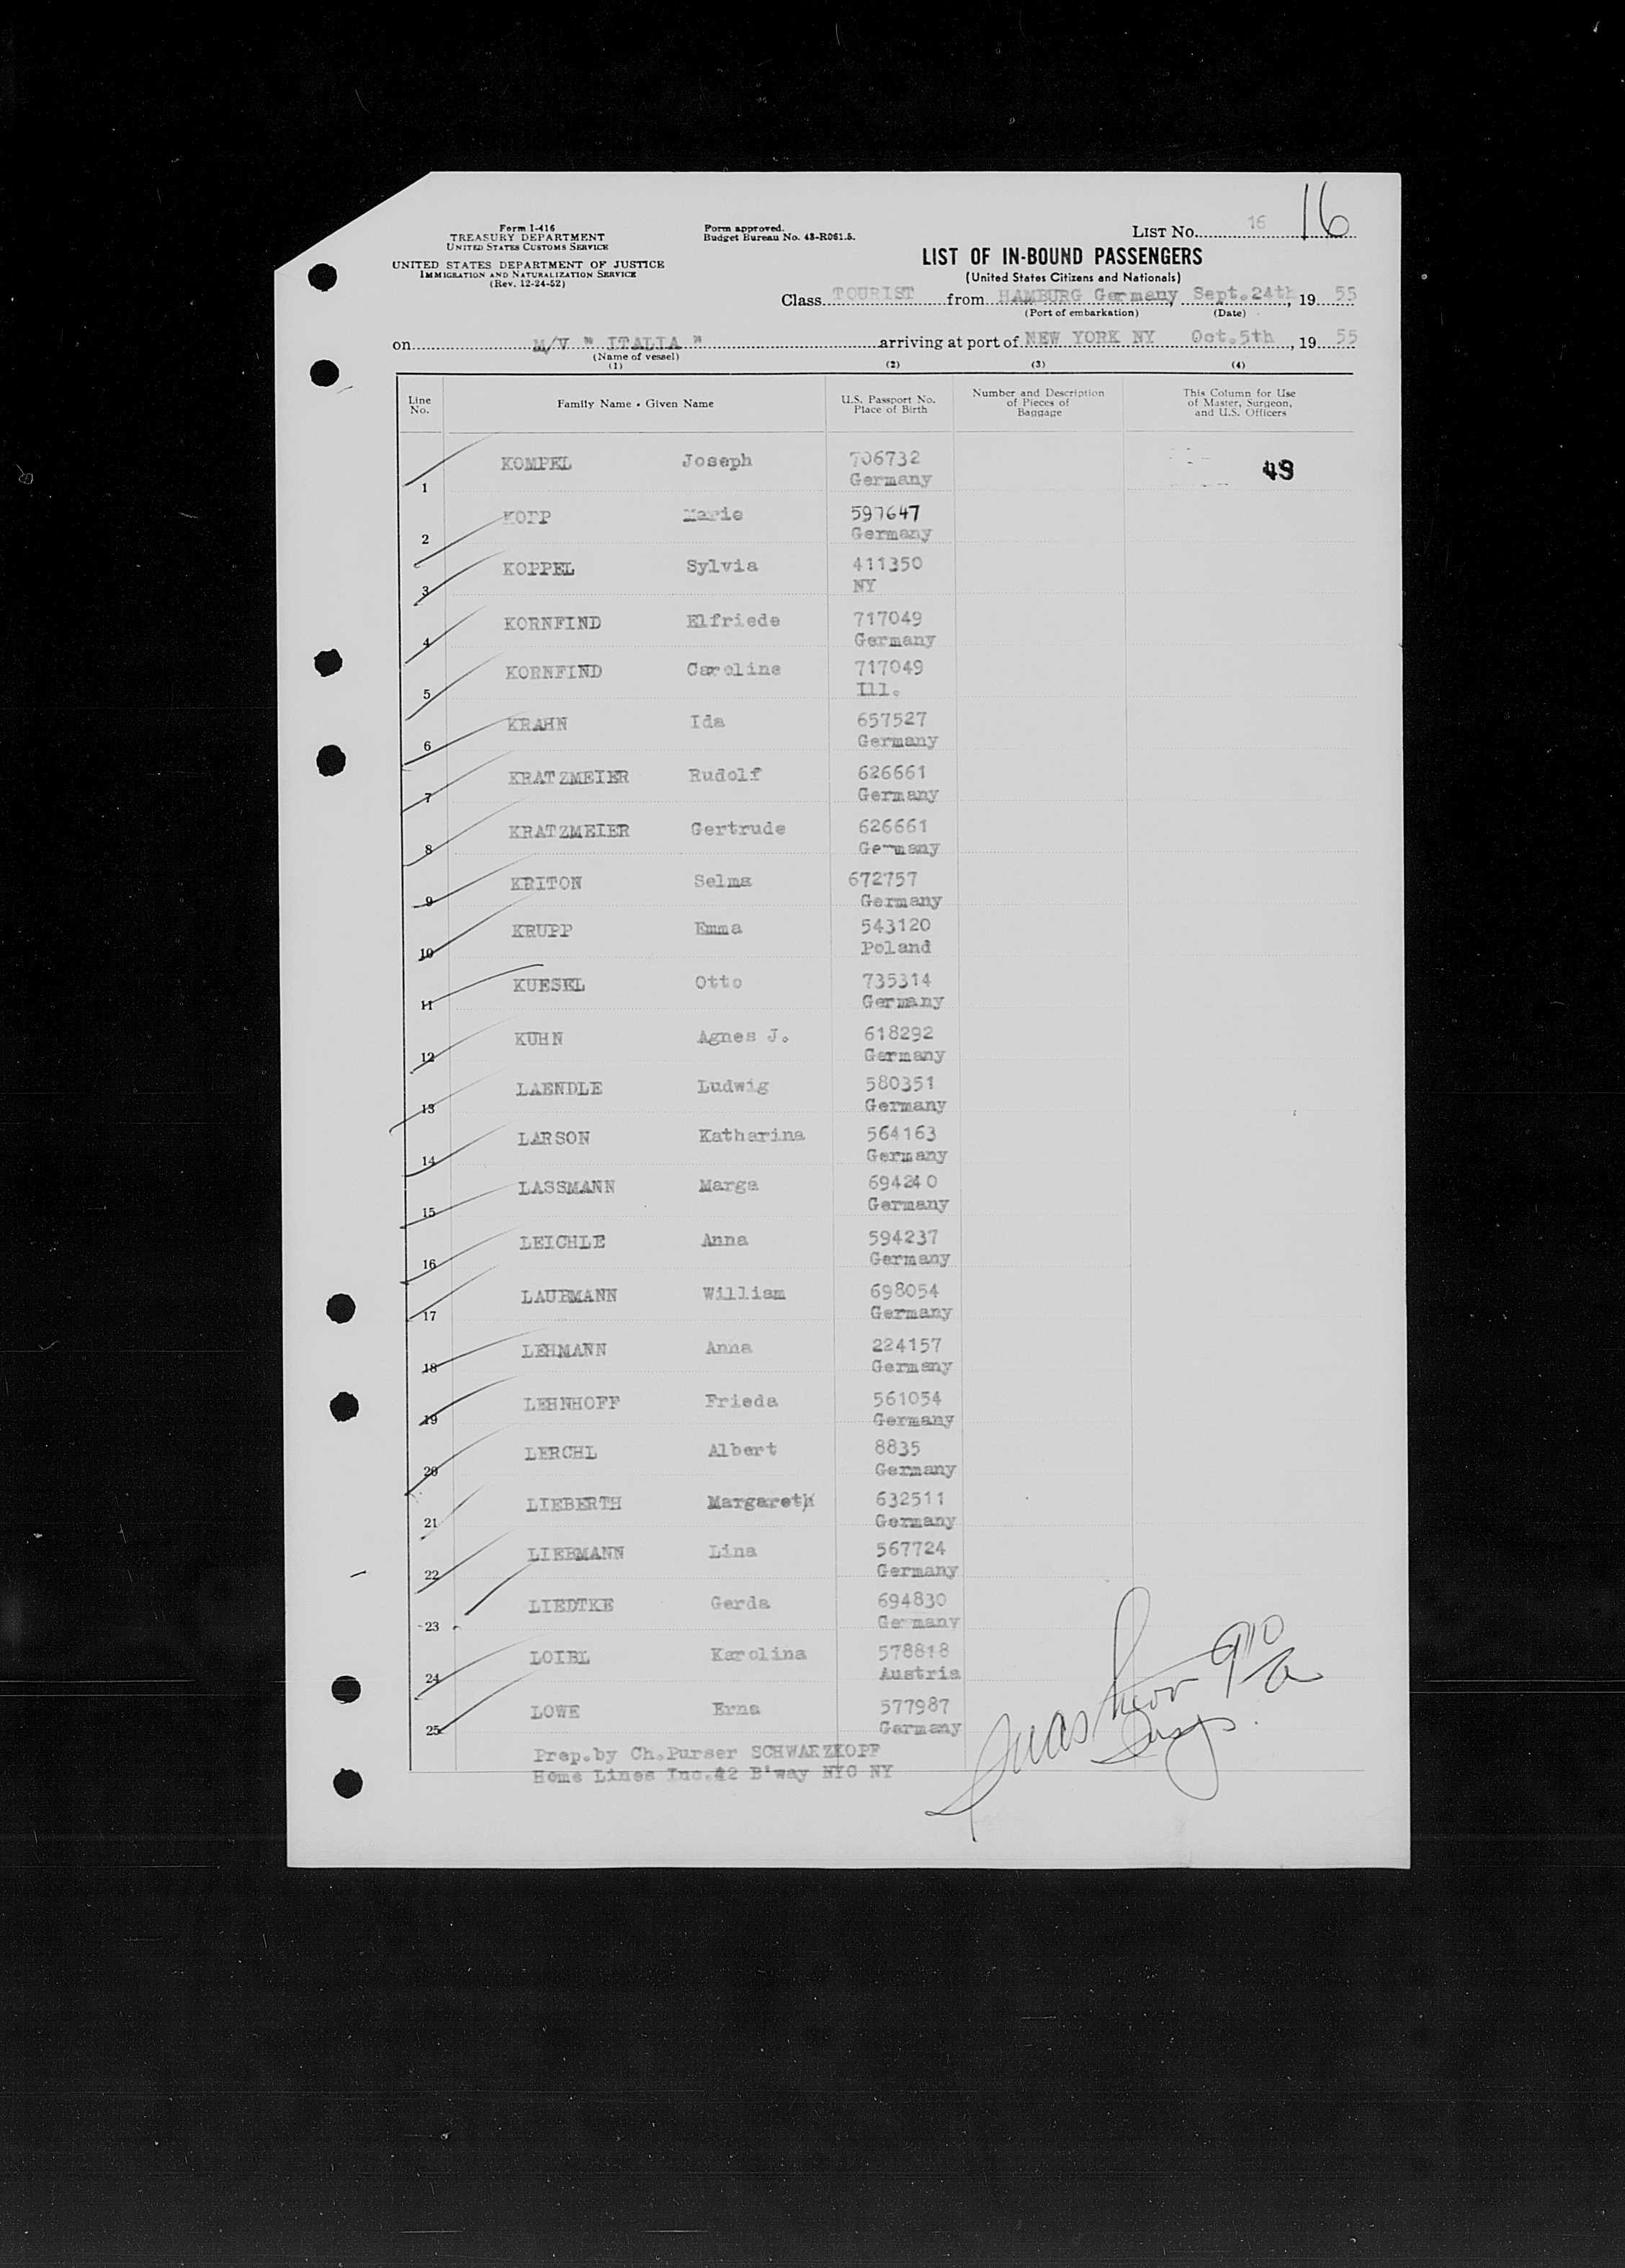 Form I-416
TREASURY DEPARTMENT
UNITED STATES CUSTOMS SERVICE
UNITED STATES DEPARTMENT OF JUSTICE
IMMIGRATION AND NATURALIZATION SERVICE
(Rev. 12-24-52)
Form approved.
Budget Bureau No. 43-R061.5.
LIST No. 16 16
LIST OF IN-BOUND PASSENGERS
(United States Citizens and Nationals)
Class TOURIST from HAMBURG Germany, Sept.24th, 19 55
(Port of embarkation) (Date)
on M/V " ITALIA " arriving at port of NEW YORK NY Oct.5th, 19 55
(Name of vessel)
(1) (2) (3) (4)
Line No. Family Name • Given Name U.S. Passport No. Place of Birth Number and Description of Pieces of Baggage This Column for Use of Master, Surgeon, and U.S. Officers
1 KOMPEL Joseph 706732
Germany
49
2 KOPP Marie 597647
Germany
3 KOPPEL Sylvia 411350
NY
4 KORNFIND Elfriede 717049
Germany
5 KORNFIND Caroline 717049
Ill.
6 KRAHN Ida 657527
Germany
7 KRATZMEIER Rudolf 626661
Germany
8 KRATZMEIER Gertrude 626661
Germany
9 KRITON Selma 672757
Germany
10 KRUPP Emma 543120
Poland
11 KUESEL Otto 735314
Germany
12 KUHN Agnes J. 618292
Germany
13 LAENDLE Ludwig 580351
Germany
14 LARSON Katharina 564163
Germany
15 LASSMANN Marga 694240
Germany
16 LEICHLE Anna 594237
Germany
17 LAUBMANN William 698054
Germany
18 LEHMANN Anna 224157
Germany
19 LEHNHOFF Frieda 561054
Germany
20 LERCHL Albert 8835
Germany
21 LIEBERTH Margareth 632511
Germany
22 LIEBMANN Lina 567724
Germany
23 LIEDTKE Gerda 694830
Germany
24 LOIBL Karolina 578818
Austria
25 LOWE Erna 577987
Germany
Prep.by Ch.Purser SCHWARZKOPF
Home Lines Inc.42 B'way NYC NY